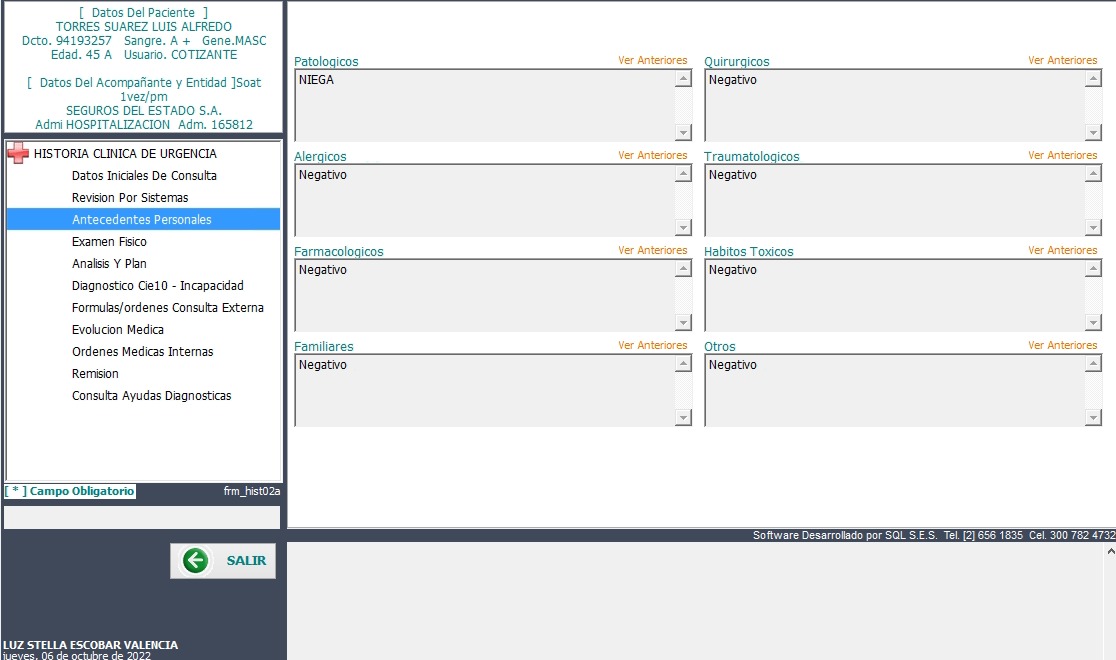 [ Datos Del Paciente ]
TORRES SUAREZ LUIS ALFREDO
Dcto. 94193257 Sangre. A + Gene.MASC
Edad. 45 A Usuario. COTIZANTE
[ Datos Del Acompañante y Entidad ]Soat
1vez/pm
SEGUROS DEL ESTADO S.A.
Admi HOSPITALIZACION Adm. 165812
HISTORIA CLINICA DE URGENCIA
Datos Iniciales De Consulta
Revision Por Sistemas
Antecedentes Personales
Examen Fisico
Analisis Y Plan
Diagnostico Cie10 - Incapacidad
Formulas/ordenes Consulta Externa
Evolucion Medica
Ordenes Medicas Internas
Remision
Consulta Ayudas Diagnosticas
[ * ] Campo Obligatorio frm_hist02a
SALIR
LUZ STELLA ESCOBAR VALENCIA
jueves, 06 de octubre de 2022
Patologicos Ver Anteriores
NIEGA
Quirurgicos Ver Anteriores
Negativo
Alergicos Ver Anteriores
Negativo
Traumatologicos Ver Anteriores
Negativo
Farmacologicos Ver Anteriores
Negativo
Habitos Toxicos Ver Anteriores
Negativo
Familiares Ver Anteriores
Negativo
Otros Ver Anteriores
Negativo
Software Desarrollado por SQL S.E.S. Tel. [2] 656 1835 Cel. 300 782 4732